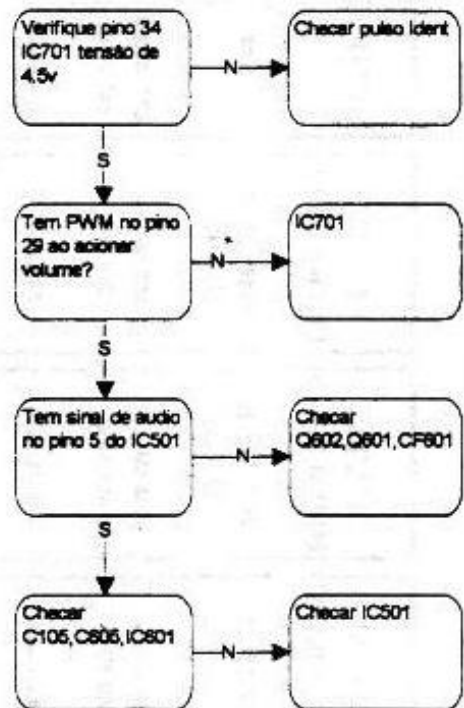 Verifique pino 34
IC701 tensão de
4,5v
N
Checar pulso Ident
S
Tem PWM no pino
29 ao acionar
volume?
N
IC701
S
Tem sinal de audio
no pino 5 do IC501
N
Checar
Q602,Q601,CF601
S
Checar
C105,C605,IC601
N
Checar IC501